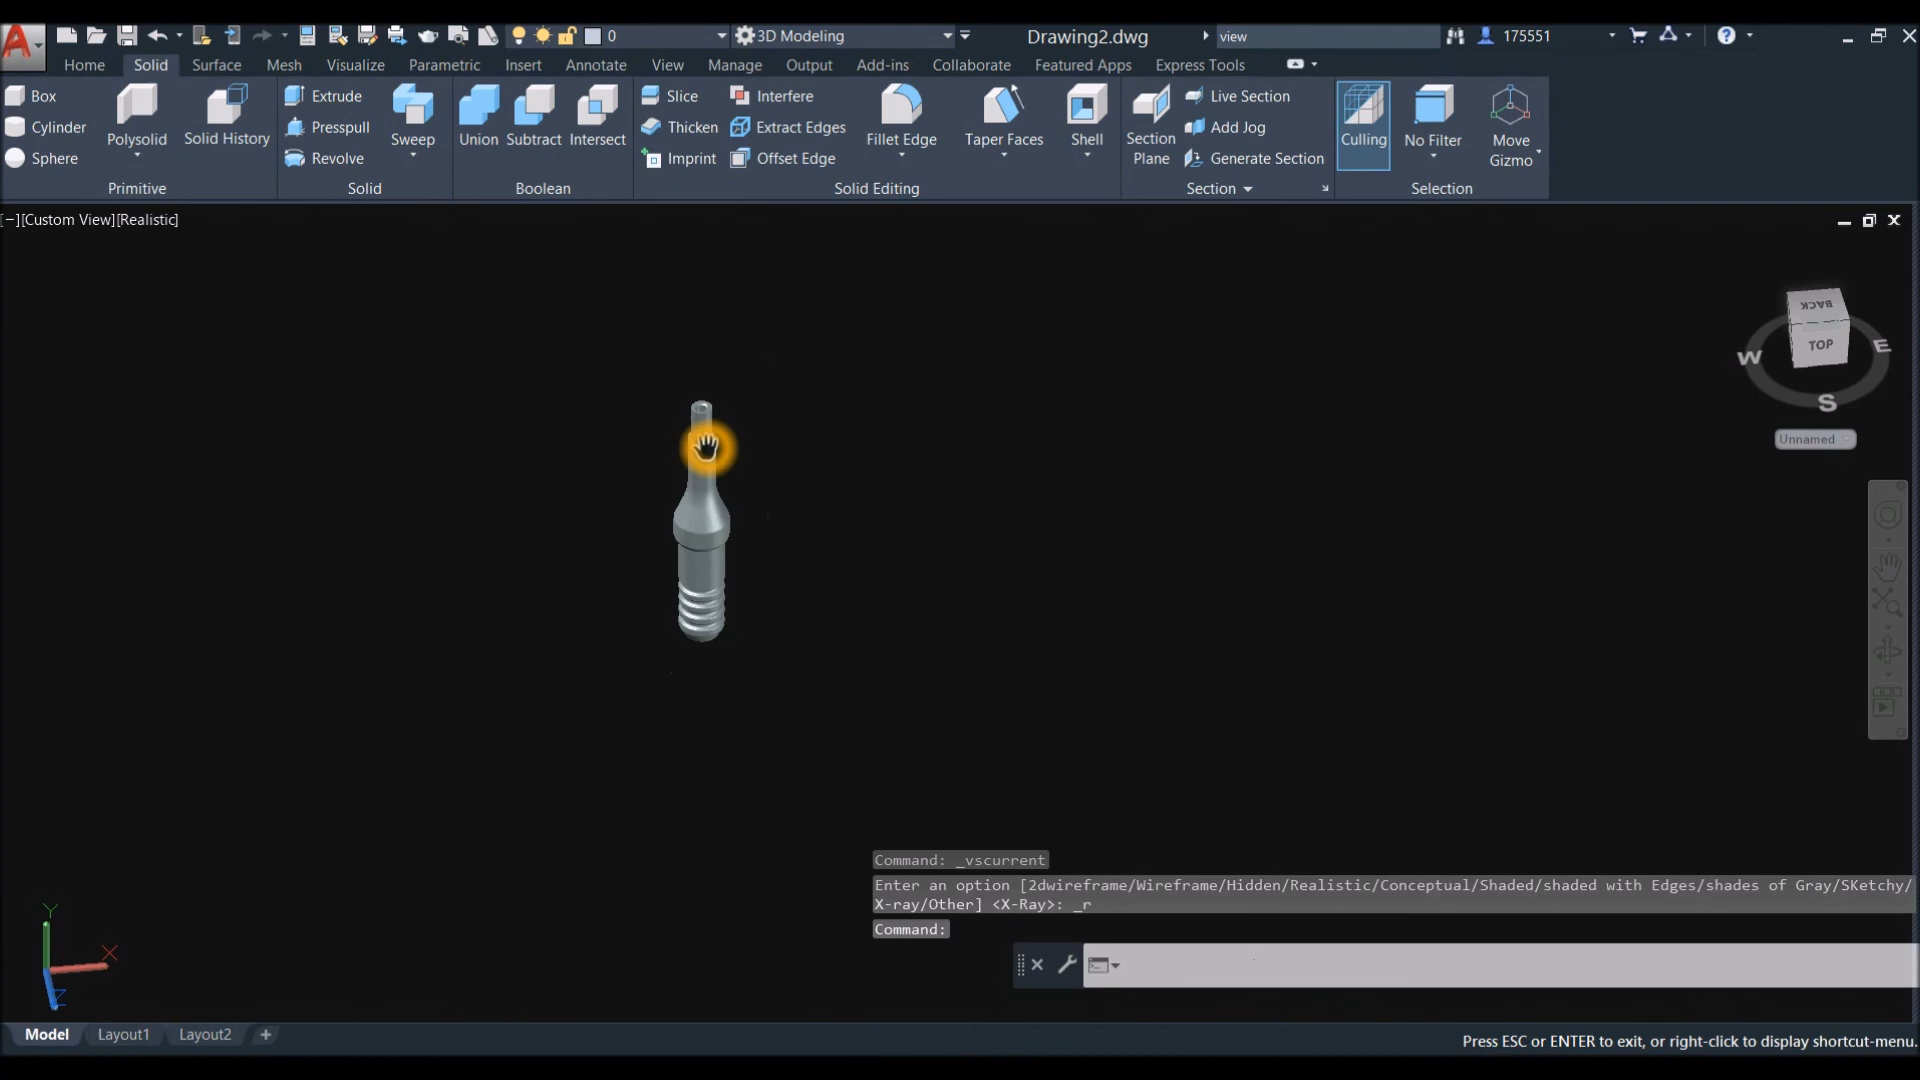 0
3D Modeling
Drawing2.dwg
view
175551
Home Solid Surface Mesh Visualize Parametric Insert Annotate View Manage Output Add-ins Collaborate Featured Apps Express Tools
Box
Cylinder
Sphere
Polysolid
Solid History
Primitive
Extrude
Presspull
Revolve
Sweep
Solid
Union
Subtract
Intersect
Boolean
Slice
Thicken
Imprint
Interfere
Extract Edges
Offset Edge
Fillet Edge
Taper Faces
Shell
Solid Editing
Section
Plane
Live Section
Add Jog
Generate Section
Section
Culling
No Filter
Move
Gizmo
Selection
[−][Custom View][Realistic]
BACK
TOP
W
E
S
Unnamed
Command: _vscurrent
Enter an option [2dwireframe/Wireframe/Hidden/Realistic/Conceptual/Shaded/shaded with Edges/shades of Gray/SKetchy/
X-ray/Other] <X-Ray>: _r
Command:
Y
X
Z
Model Layout1 Layout2
Press ESC or ENTER to exit, or right-click to display shortcut-menu.